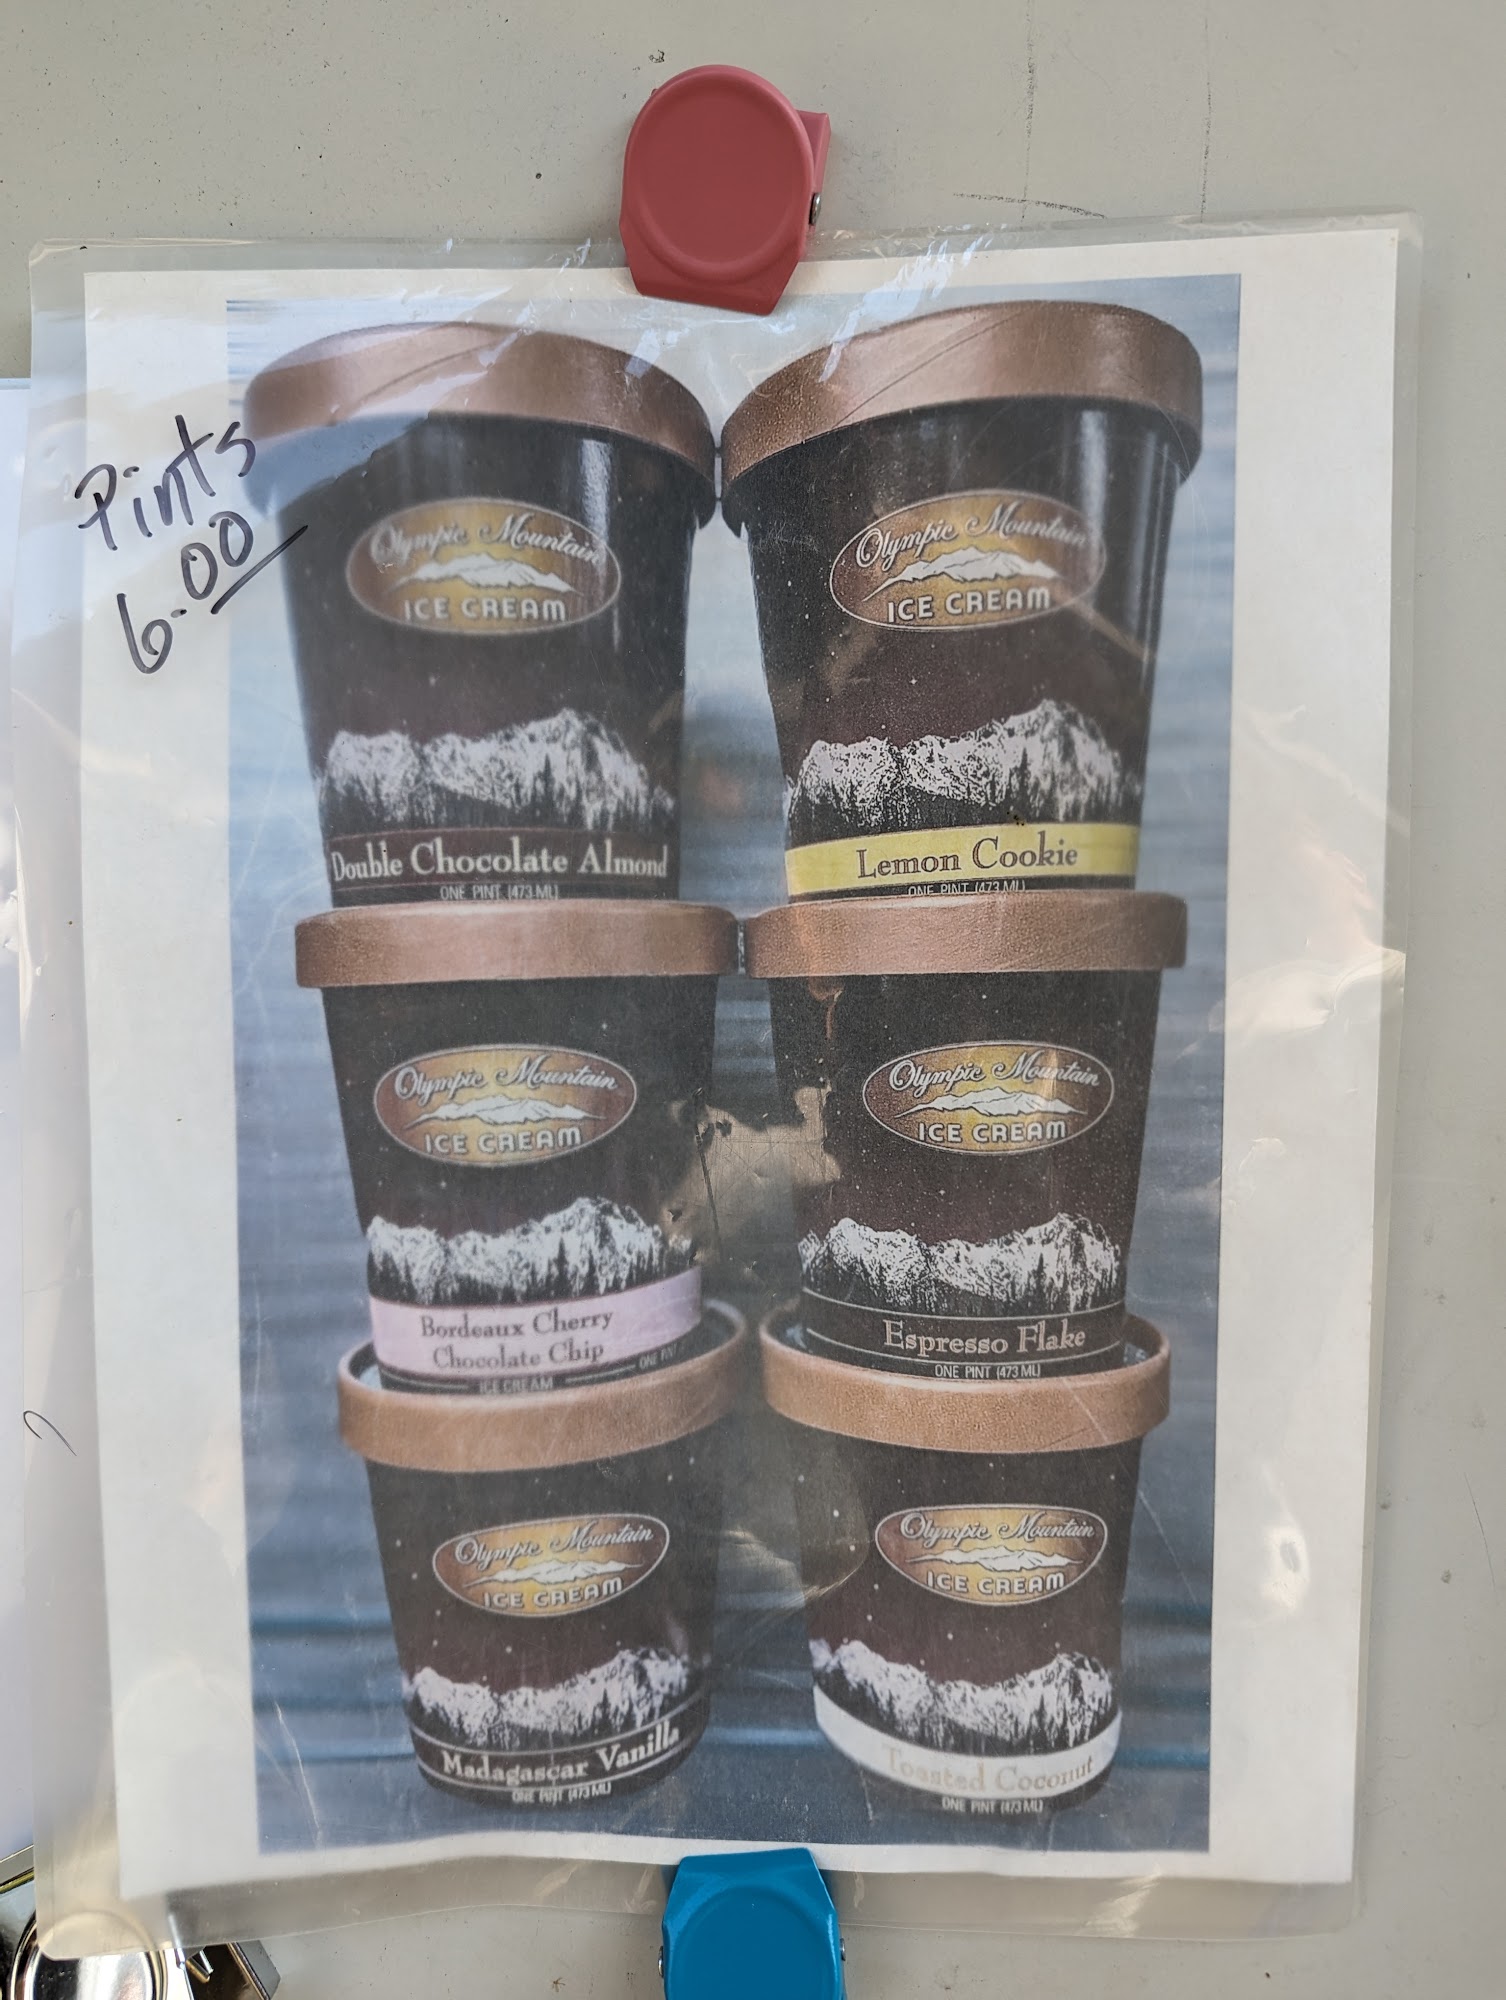 Pints
6.00
Olympic Mountain
ICE CREAM
Double Chocolate Almond
ONE PINT (473 ML)
Olympic Mountain
ICE CREAM
Lemon Cookie
ONE PINT (473 ML)
Olympic Mountain
ICE CREAM
Bordeaux Cherry
Chocolate Chip
ICE CREAM
ONE PINT
Olympic Mountain
ICE CREAM
Espresso Flake
ONE PINT (473 ML)
Olympic Mountain
ICE CREAM
Madagascar Vanilla
ONE PINT (473 ML)
Olympic Mountain
ICE CREAM
Toasted Coconut
ONE PINT (473 ML)